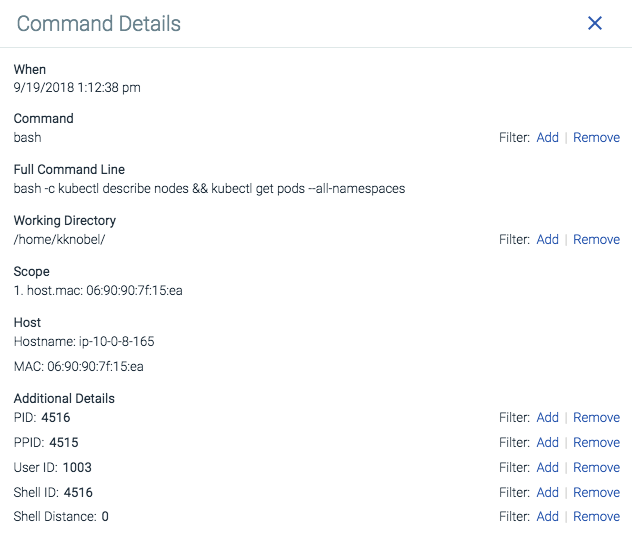 Command Details
When
9/19/2018 1:12:38 pm
Command
bash Filter: Add | Remove
Full Command Line
bash -c kubectl describe nodes && kubectl get pods --all-namespaces
Working Directory
/home/kknobel/ Filter: Add | Remove
Scope
1. host.mac: 06:90:90:7f:15:ea
Host
Hostname: ip-10-0-8-165
MAC: 06:90:90:7f:15:ea
Additional Details
PID: 4516 Filter: Add | Remove
PPID: 4515 Filter: Add | Remove
User ID: 1003 Filter: Add | Remove
Shell ID: 4516 Filter: Add | Remove
Shell Distance: 0 Filter: Add | Remove